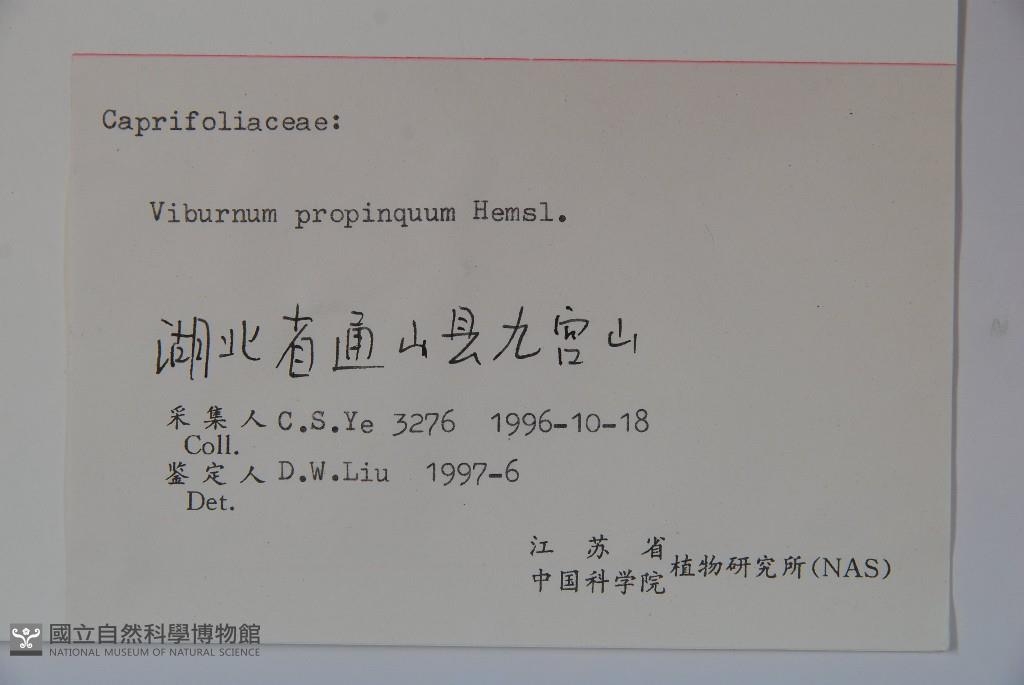 Caprifoliaceae:
Viburnum propinquum Hemsl.
湖北省通山县九宫山
采集人 C.S.Ye 3276 1996-10-18
Coll.
鉴定人 D.W.Liu 1997-6
Det.
江苏省
中国科学院 植物研究所(NAS)
國立自然科學博物館
NATIONAL MUSEUM OF NATURAL SCIENCE